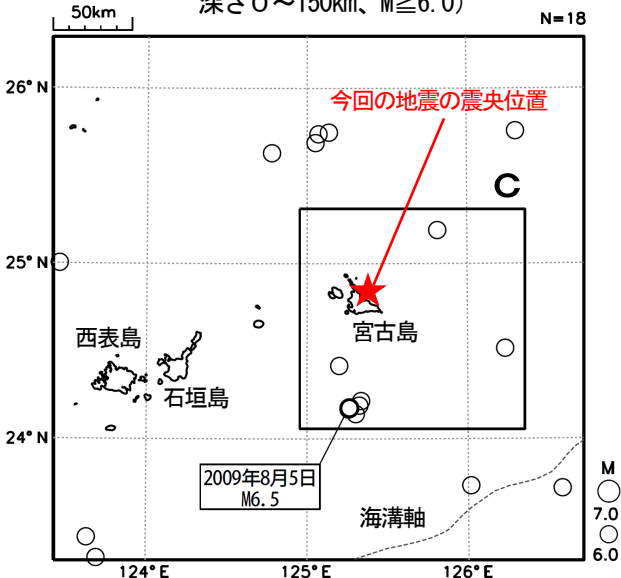 50km
深さ0～150km、M≧6.0)
N=18
26°N
今回の地震の震央位置
C
25°N
宮古島
西表島
石垣島
24°N
2009年8月5日
M6.5
海溝軸
M
7.0
6.0
124°E
125°E
126°E